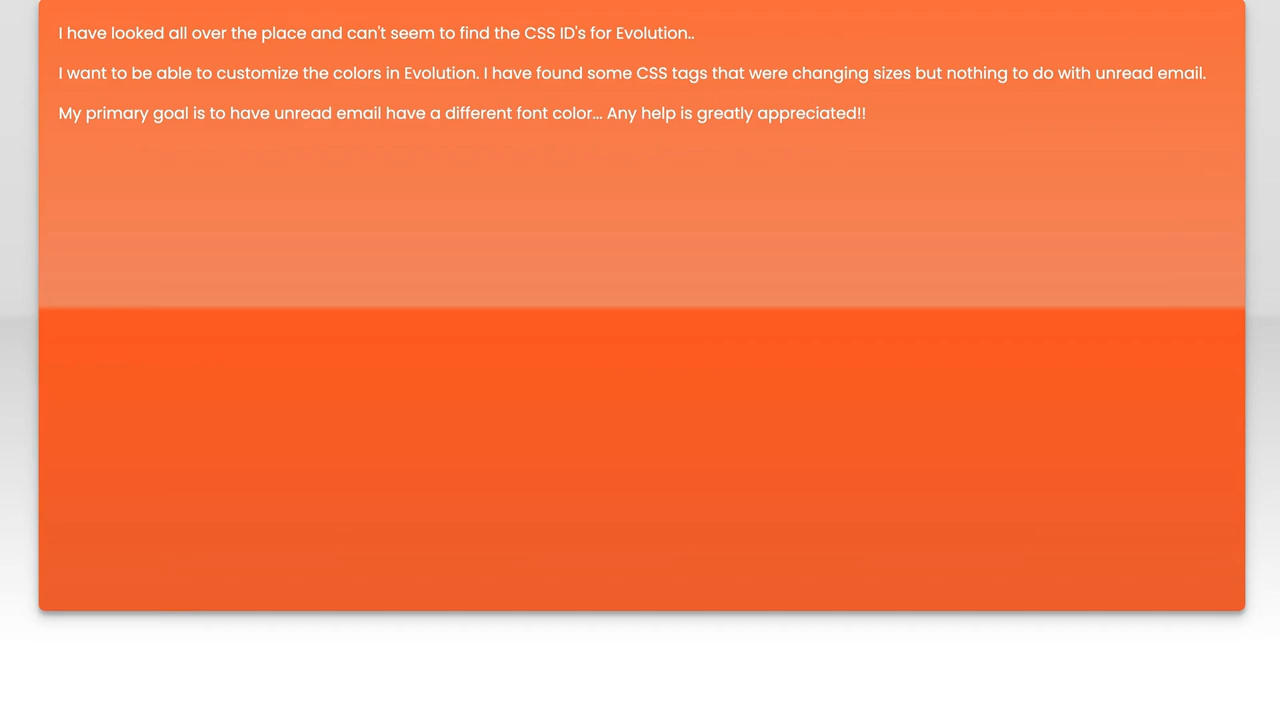 I have looked all over the place and can't seem to find the CSS ID's for Evolution..
I want to be able to customize the colors in Evolution. I have found some CSS tags that were changing sizes but nothing to do with unread email.
My primary goal is to have unread email have a different font color... Any help is greatly appreciated!!